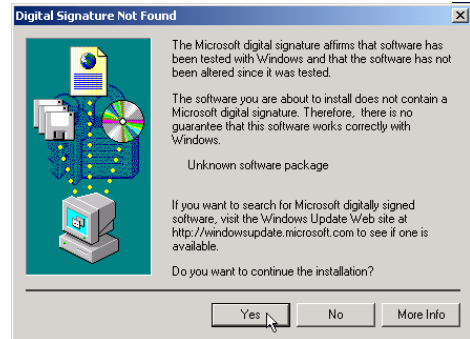 Digital Signature Not Found
The Microsoft digital signature affirms that software has
been tested with Windows and that the software has not
been altered since it was tested.
The software you are about to install does not contain a
Microsoft digital signature. Therefore, there is no
guarantee that this software works correctly with
Windows.
Unknown software package
If you want to search for Microsoft digitally signed
software, visit the Windows Update Web site at
http://windowsupdate.microsoft.com to see if one is
available.
Do you want to continue the installation?
Yes No More Info